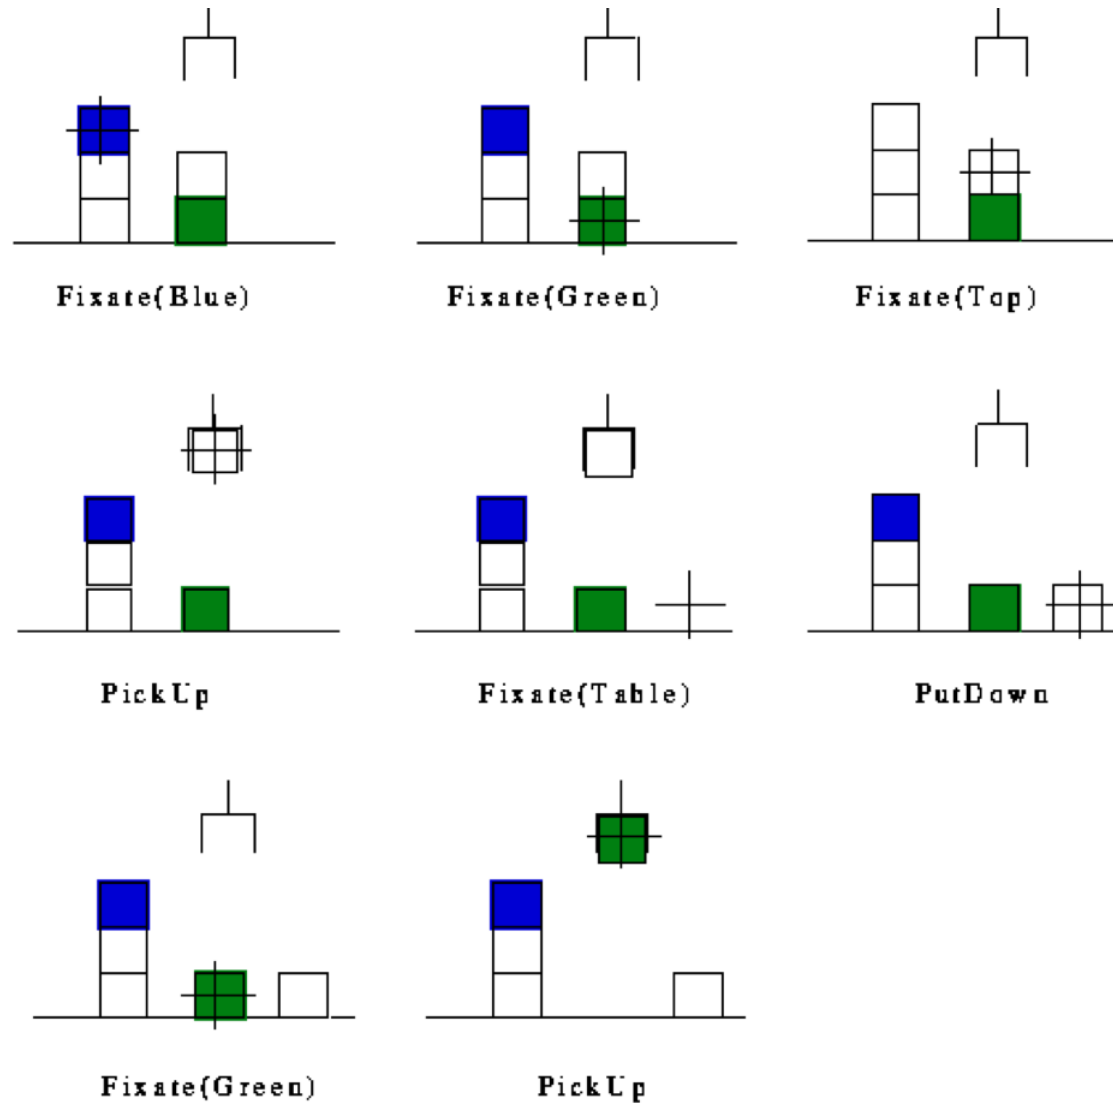 Fixate(Blue)
Fixate(Green)
Fixate(Top)
PickUp
Fixate(Table)
PutDown
Fixate(Green)
PickUp